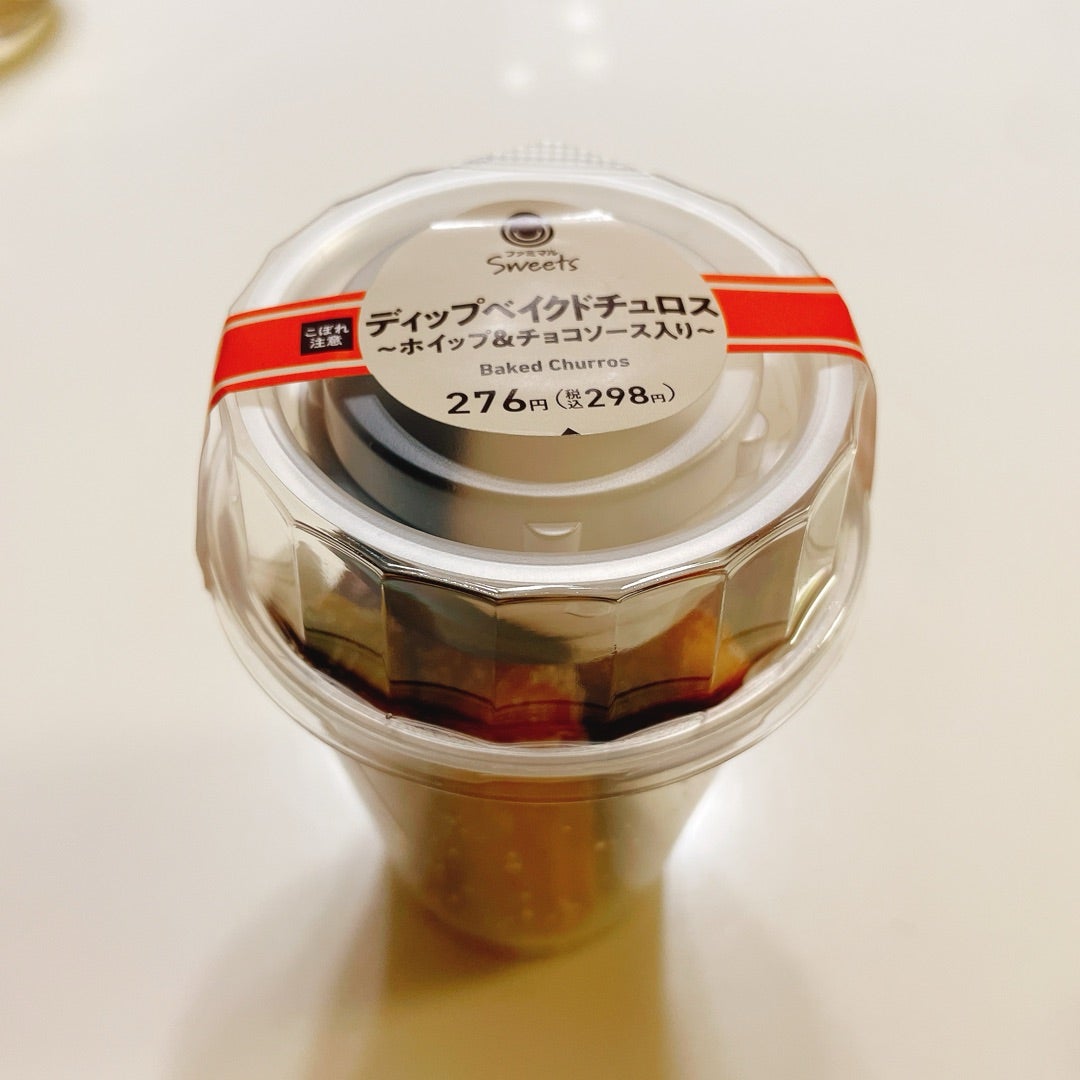 ファミマル
Sweets
こぼれ
注意
ディップベイクドチュロス
～ホイップ&チョコソース入り～
Baked Churros
276円(税込298円)